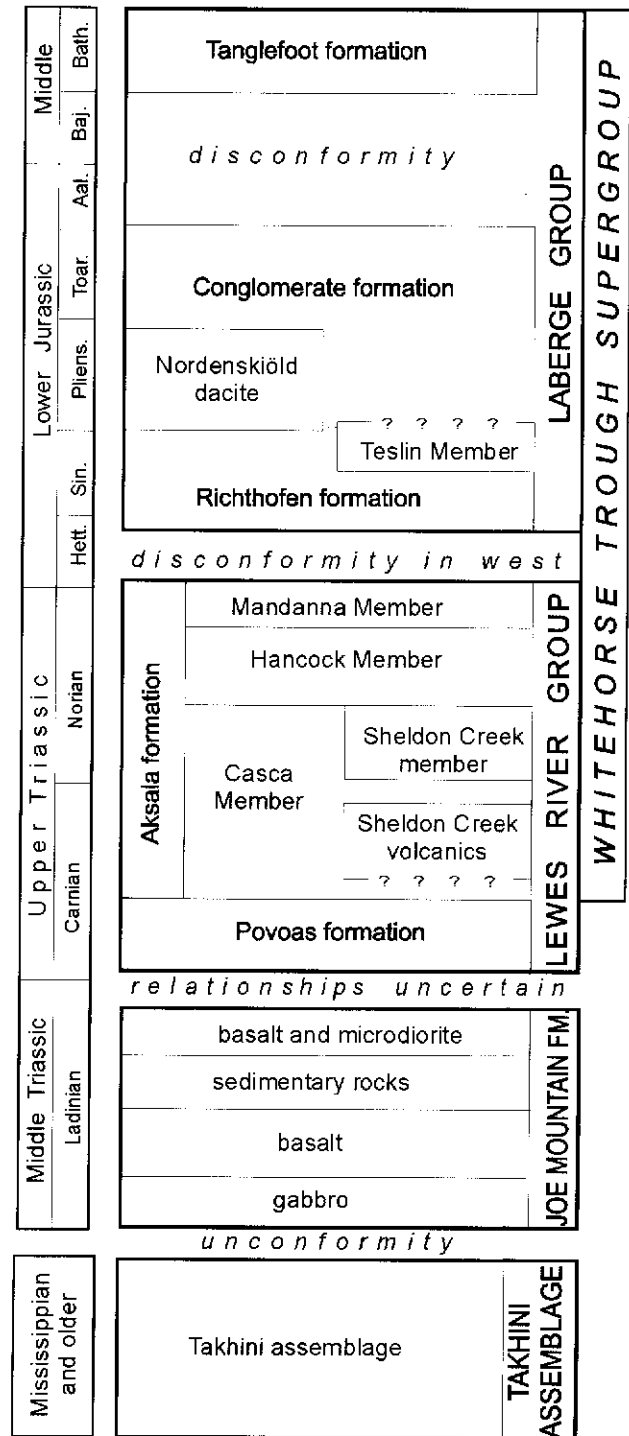 Middle
Bath.
Baj.
Lower Jurassic
Aal.
Toar.
Pliens.
Sin.
Hett.
Upper Triassic
Norian
Carnian
Middle Triassic
Ladinian
Mississippian
and older
Tanglefoot formation
disconformity
Conglomerate formation
Nordenskiöld
dacite
? ? ? ?
Teslin Member
Richthofen formation
LABERGE GROUP
WHITEHORSE TROUGH SUPERGROUP
disconformity in west
Aksala formation
Mandanna Member
Hancock Member
Casca
Member
Sheldon Creek
member
Sheldon Creek
volcanics
? ? ? ?
Povoas formation
LEWES RIVER GROUP
relationships uncertain
basalt and microdiorite
sedimentary rocks
basalt
gabbro
JOE MOUNTAIN FM.
unconformity
Takhini assemblage
TAKHINI
ASSEMBLAGE